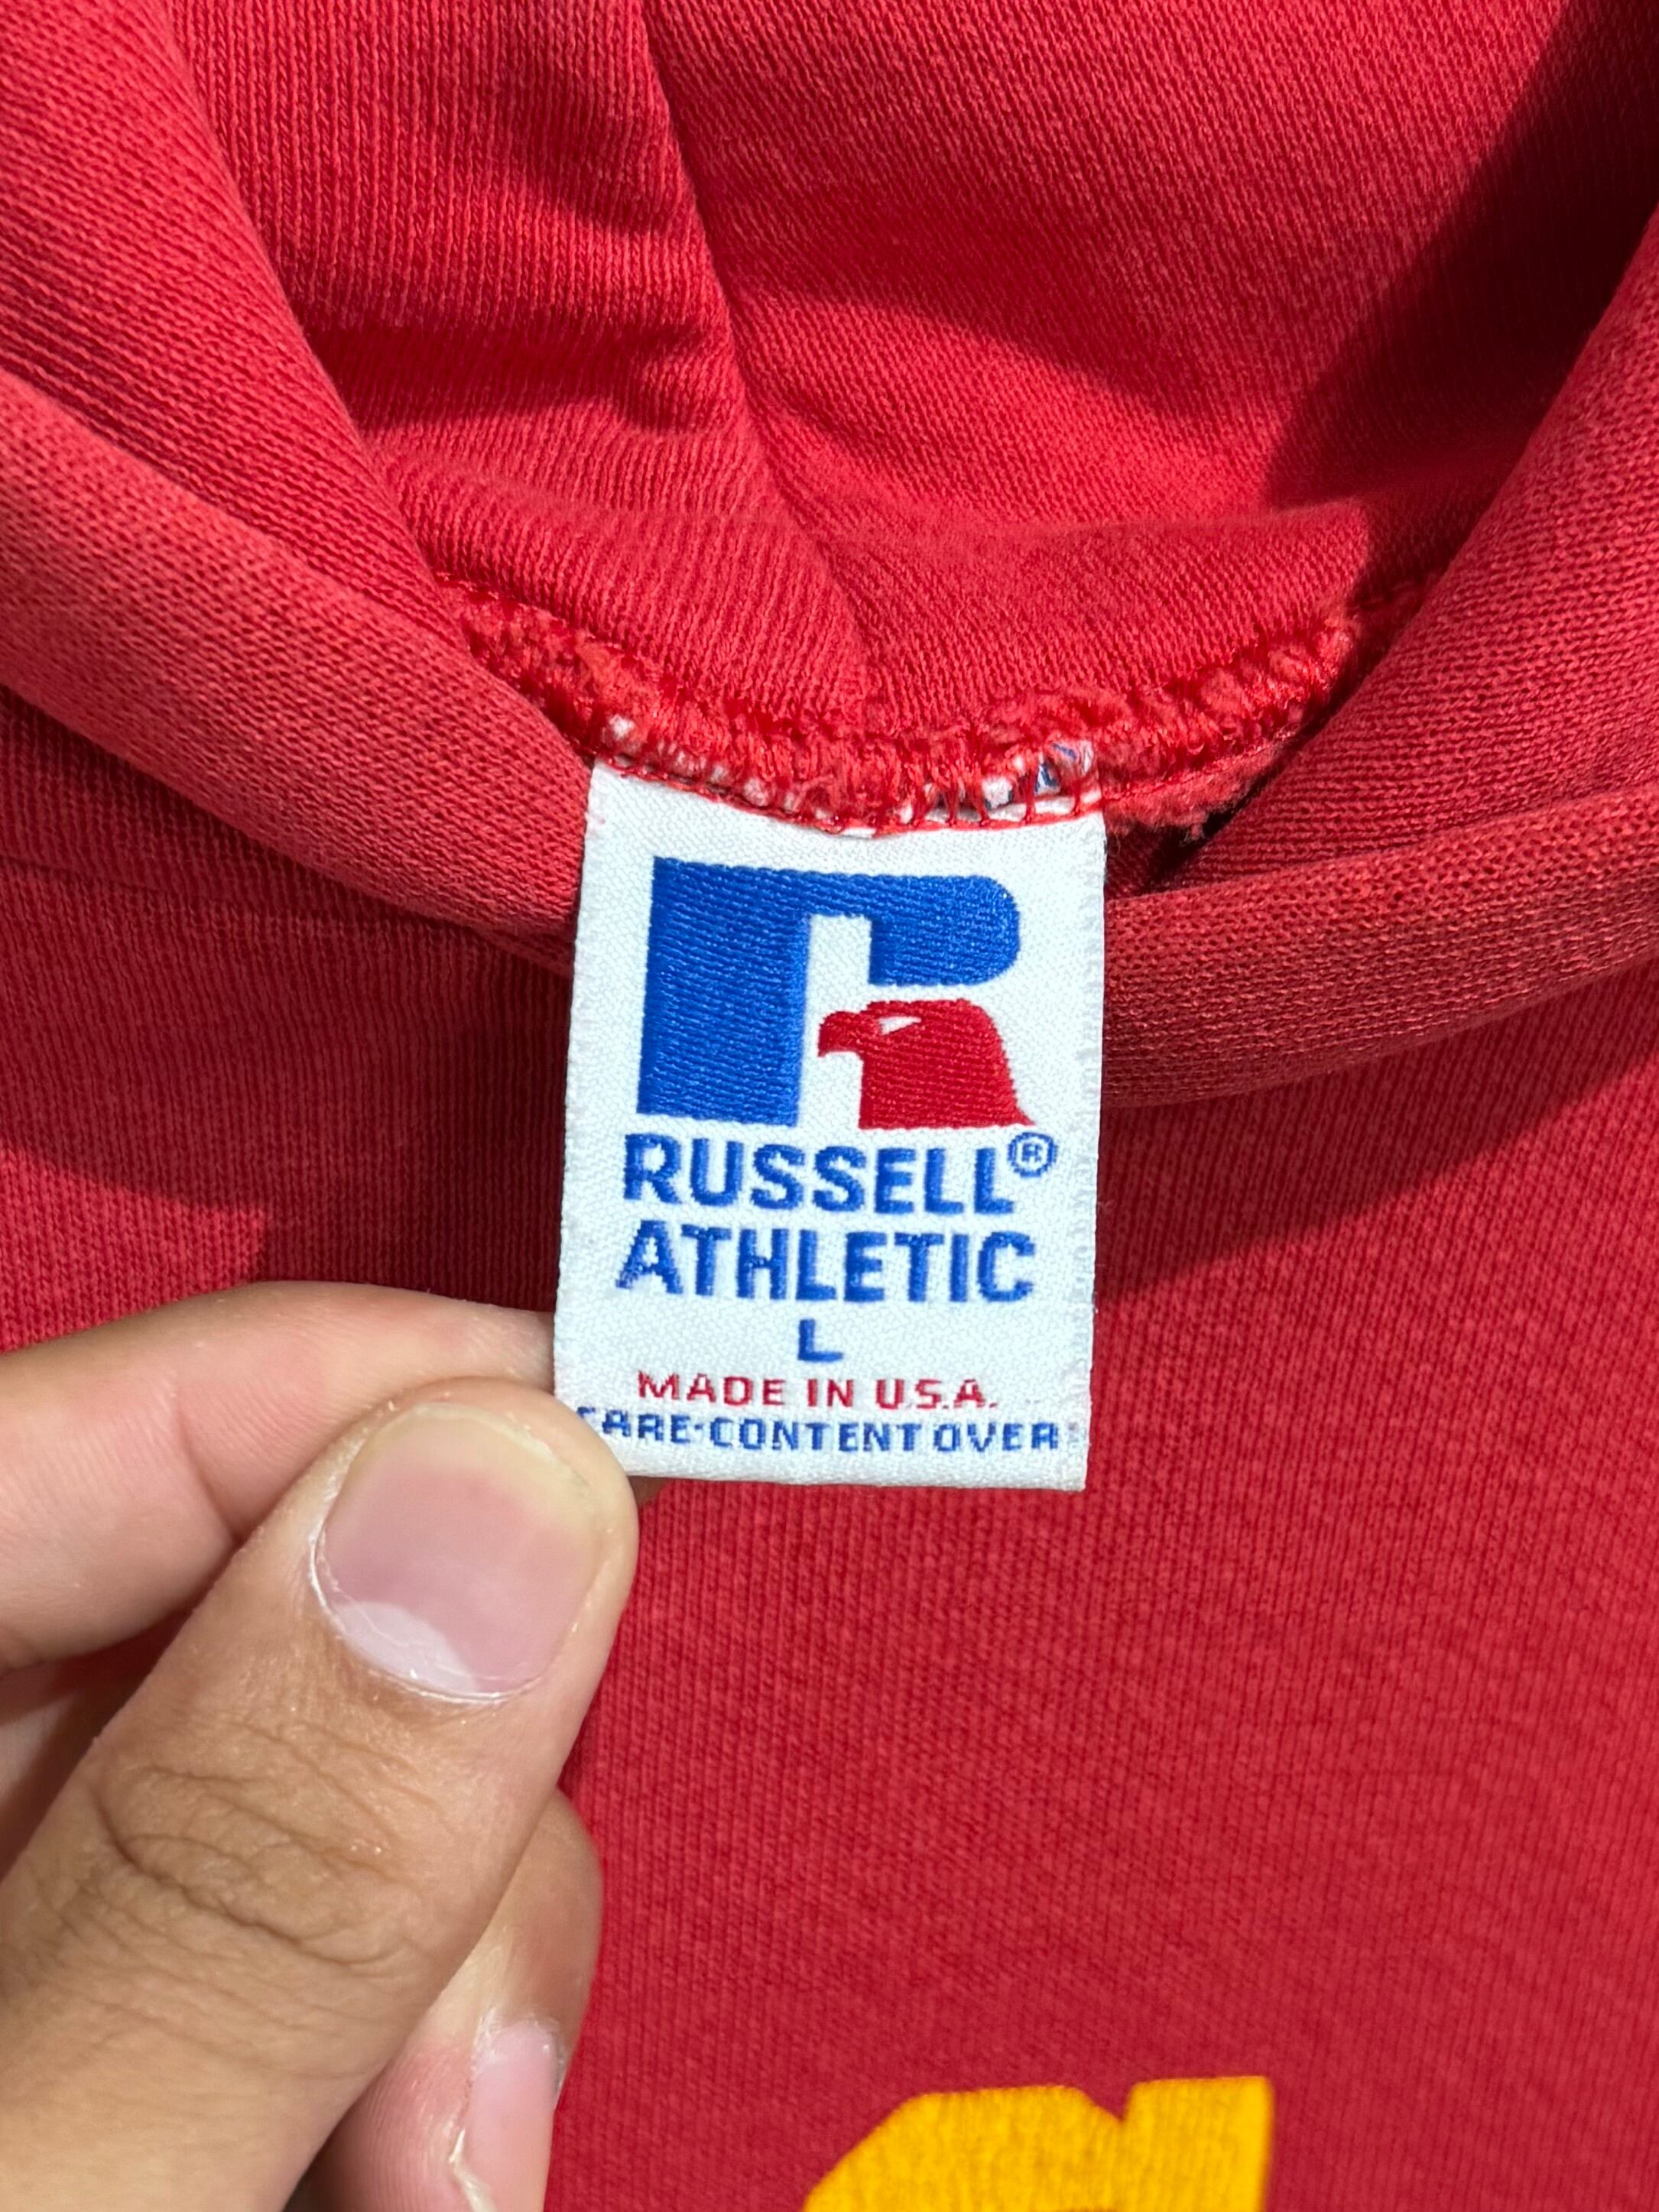 RUSSELL®
ATHLETIC
L
MADE IN U.S.A.
CARE·CONTENT OVER